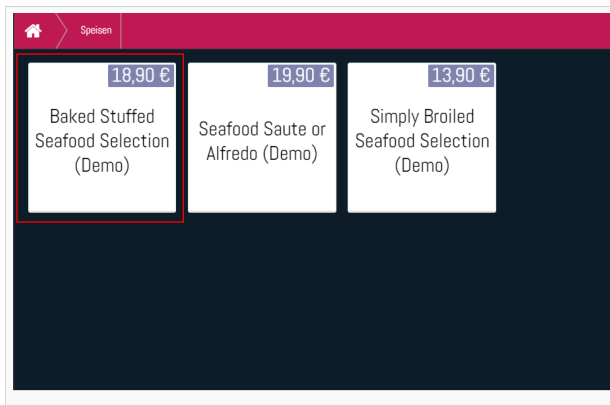 Speisen
18,90 €
Baked Stuffed
Seafood Selection
(Demo)
19,90 €
Seafood Saute or
Alfredo (Demo)
13,90 €
Simply Broiled
Seafood Selection
(Demo)